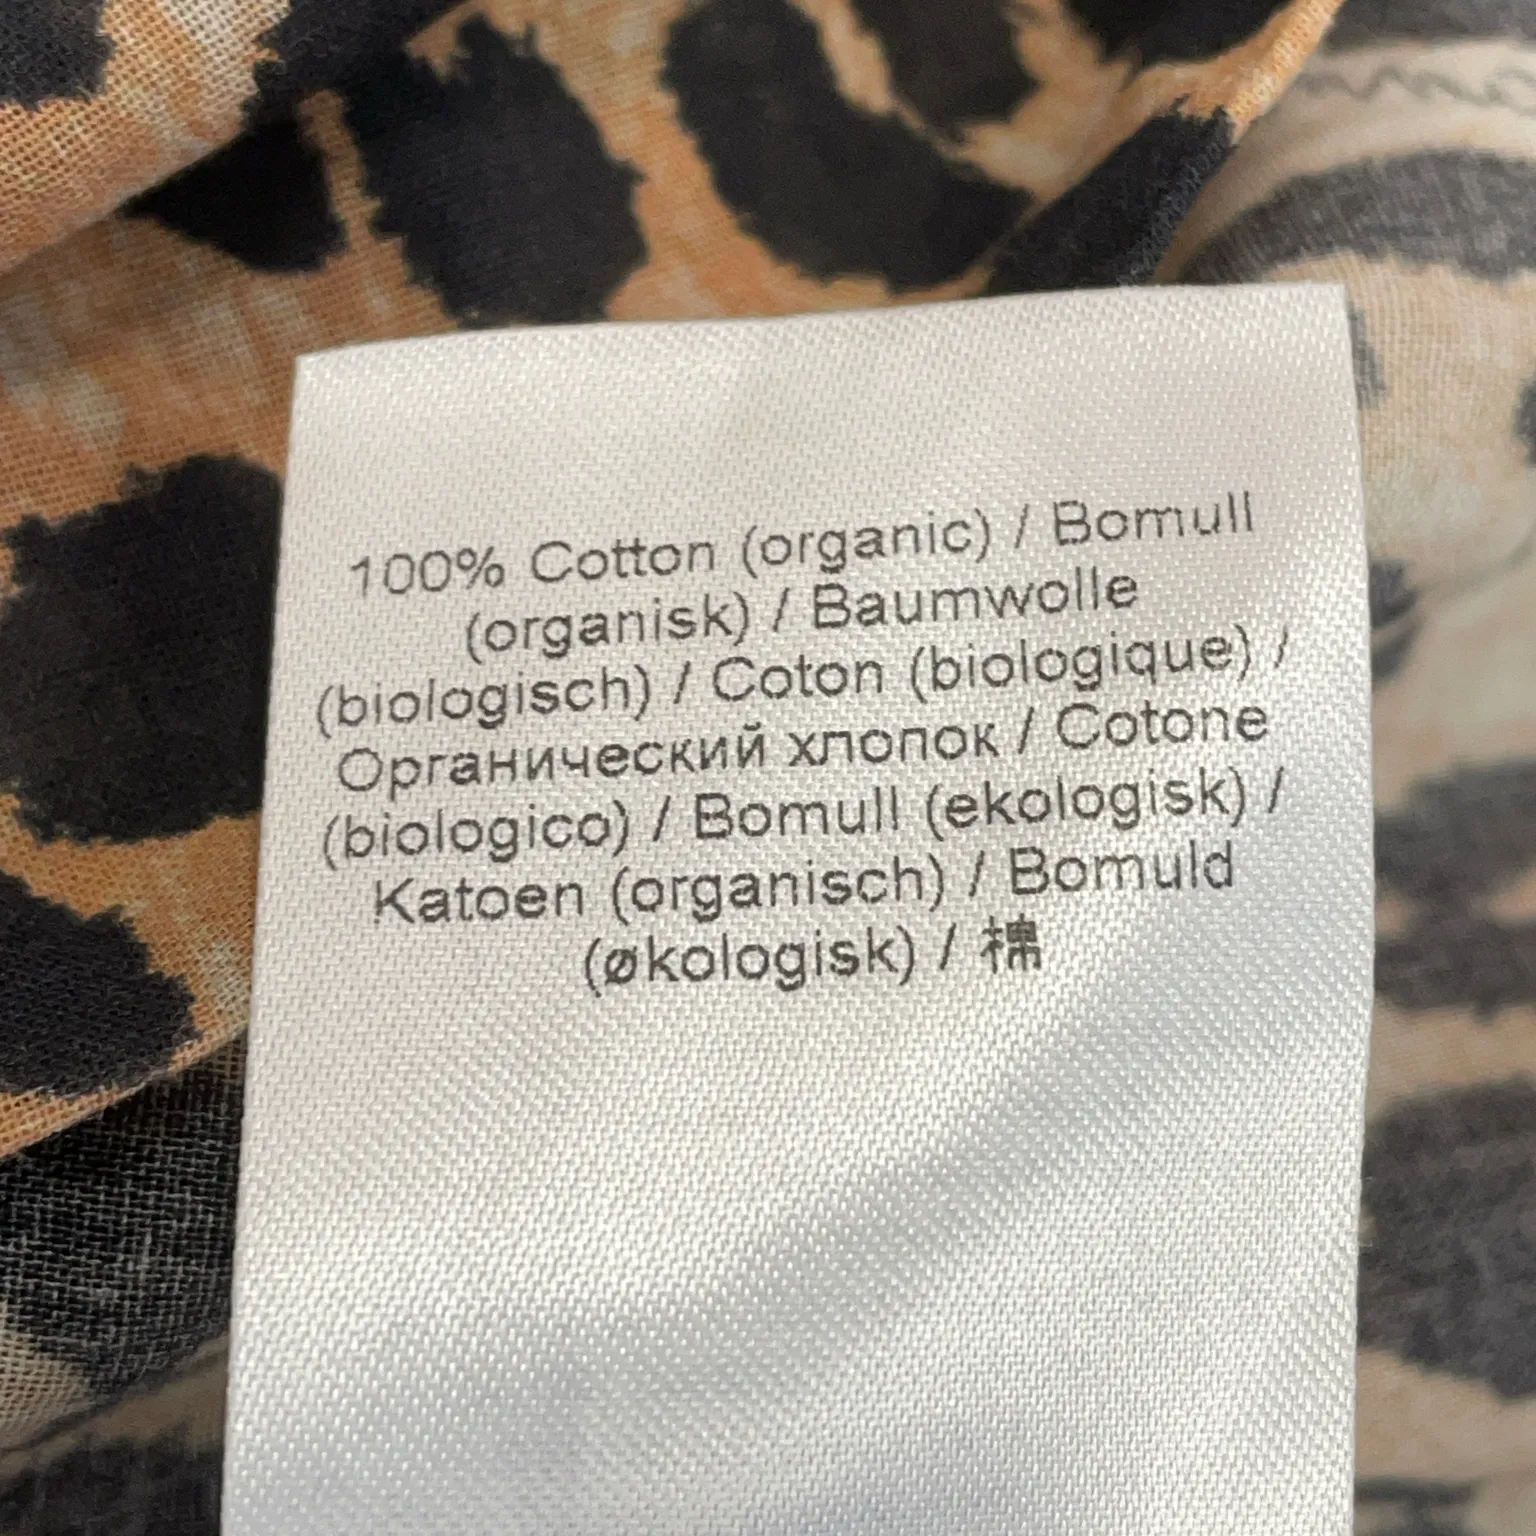 100% Cotton (organic) / Bomull
(organisk) / Baumwolle
(biologisch) / Coton (biologique) /
Органический хлопок / Cotone
(biologico) / Bomull (ekologisk) /
Katoen (organisch) / Bomuld
(økologisk) / 棉